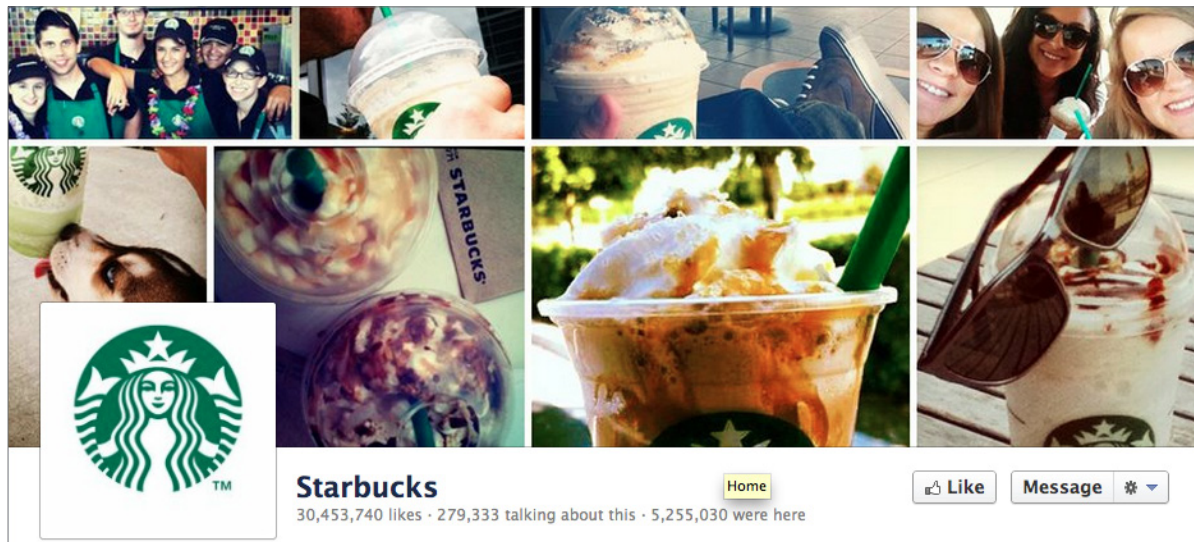 STARBUCKS
TM
Starbucks
Home
Like
Message
30,453,740 likes · 279,333 talking about this · 5,255,030 were here